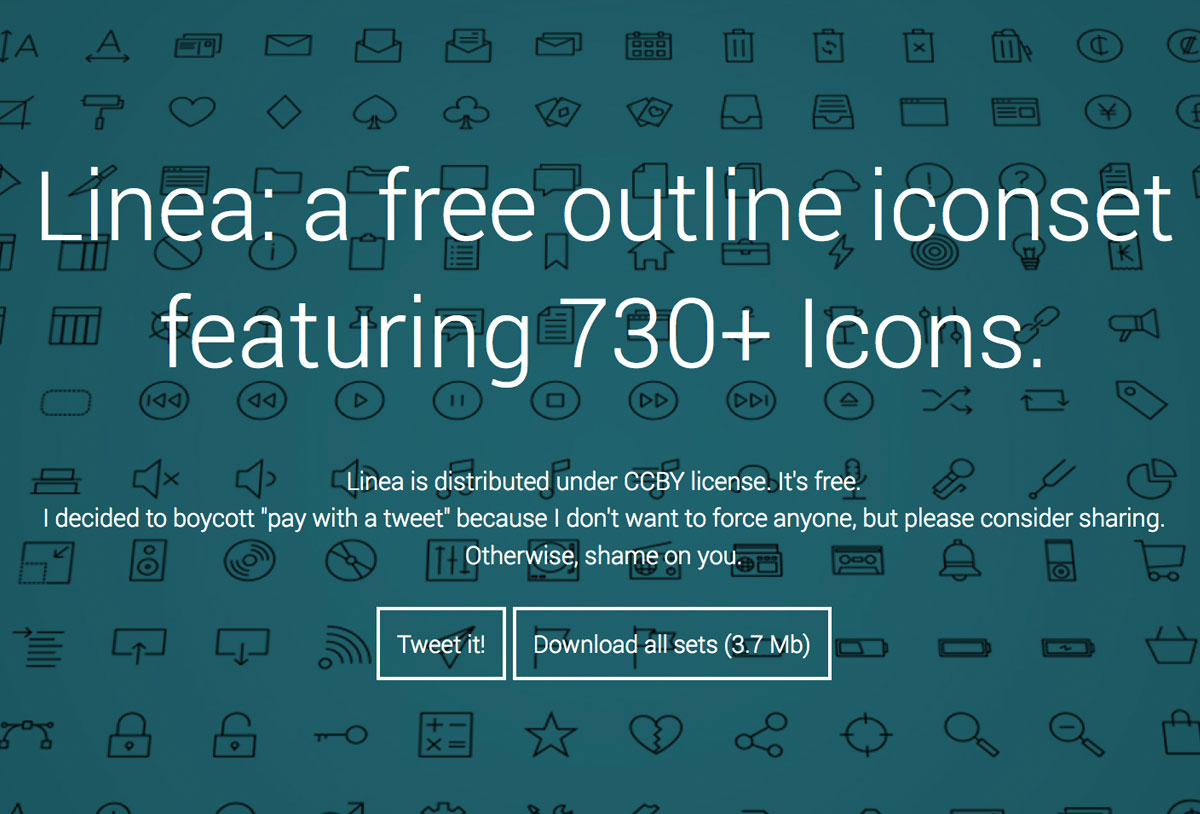 Linea: a free outline iconset
featuring 730+ Icons.
Linea is distributed under CCBY license. It's free.
I decided to boycott "pay with a tweet" because I don't want to force anyone, but please consider sharing.
Otherwise, shame on you.
Tweet it!
Download all sets (3.7 Mb)